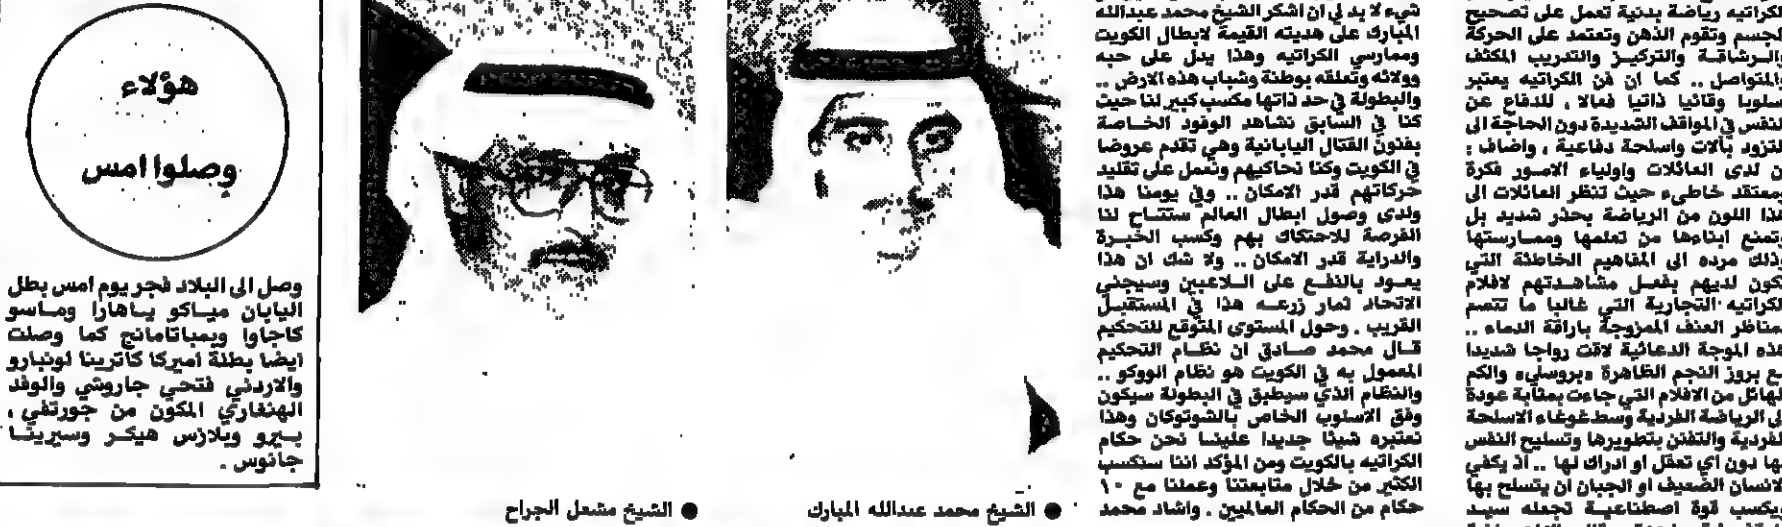 الكراتيه رياضة بدنية تعمل على تصحيح
الجسم وتقوم الذهن وتعتمد على الحركة
والرشاقة والتركيز والتدريب المكثف
والمتواصل .. كما ان فن الكراتيه يعتبر
سلوبا وقائيا ذاتيا فعالا ، للدفاع عن
لنفس في المواقف الشديدة دون الحاجة الى
لتزود بآلات واسلحة دفاعية ، واضاف :
ن لدى العائلات واولياء الامور فكرة
ومعتقد خاطىء حيث تنظر العائلات الى
هذا اللون من الرياضة بحذر شديد بل
وتمنع ابناءها من تعلمها وممارستها
وذلك مرده الى المفاهيم الخاطئة التي
تكون لديهم بفعل مشاهدتهم لافلام
لكراتيه التجارية التي غالبا ما تتسم
بمناظر العنف الممزوجة باراقة الدماء ..
هذه الموجة الدعائية لاقت رواجا شديدا
مع بروز النجم الظاهرة «بروسلي» والكم
لهائل من الافلام التي جاءت بمثابة عودة
لى الرياضة الفردية وسط غوغاء الاسلحة
لفردية والتفنن بتطويرها وتسليح النفس
بها دون اي تعقل او ادراك لها .. اذ يكفي
لانسان الضعيف او الجبان ان يتسلح بها
ويكسب قوة اصطناعية تجعله سيد
شيء لا بد لي ان اشكر الشيخ محمد عبدالله
المبارك على هديته القيمة لابطال الكويت
وممارسي الكراتيه وهذا يدل على حبه
وولائه وتعلقه بوطنة وشباب هذه الارض ..
والبطولة في حد ذاتها مكسب كبير لنا حيث
كنا في السابق نشاهد الوفود الخاصة
بفنون القتال اليابانية وهي تقدم عروضا
في الكويت وكنا نحاكيهم ونعمل على تقليد
حركاتهم قدر الامكان .. وفي يومنا هذا
ولدى وصول ابطال العالم ستتاح لنا
الفرصة للاحتكاك بهم وكسب الخبرة
والدراية قدر الامكان .. ولا شك ان هذا
يعود بالنفع على اللاعبين وسيجني
الاتحاد ثمار زرعه هذا في المستقبل
القريب . وحول المستوى المتوقع للتحكيم
قال محمد صادق ان نظام التحكيم
المعمول به في الكويت هو نظام الووكو ..
والنظام الذي سيطبق في البطولة سيكون
وفق الاسلوب الخاص بالشوتوكان وهذا
نعتبره شيئا جديدا علينا نحن حكام
الكراتيه بالكويت ومن المؤكد اننا سنكسب
الكثير من خلال متابعتنا وعملنا مع ١٠
حكام من الحكام العالميين . واشاد محمد
● الشيخ محمد عبدالله المبارك
● الشيخ مشعل الجراح
هؤلاء
وصلوا امس
وصل الى البلاد فجر يوم امس بطل
اليابان مياكو ياهارا وماسو
كاجاوا ويمباتامانج كما وصلت
ايضا بطلة اميركا كاترينا لونبارو
والاردني فتحي جاروشي والوفد
الهنغاري المكون من جورتفي ،
بيرو وبلازس هيكر وسيريتا
جانوس .